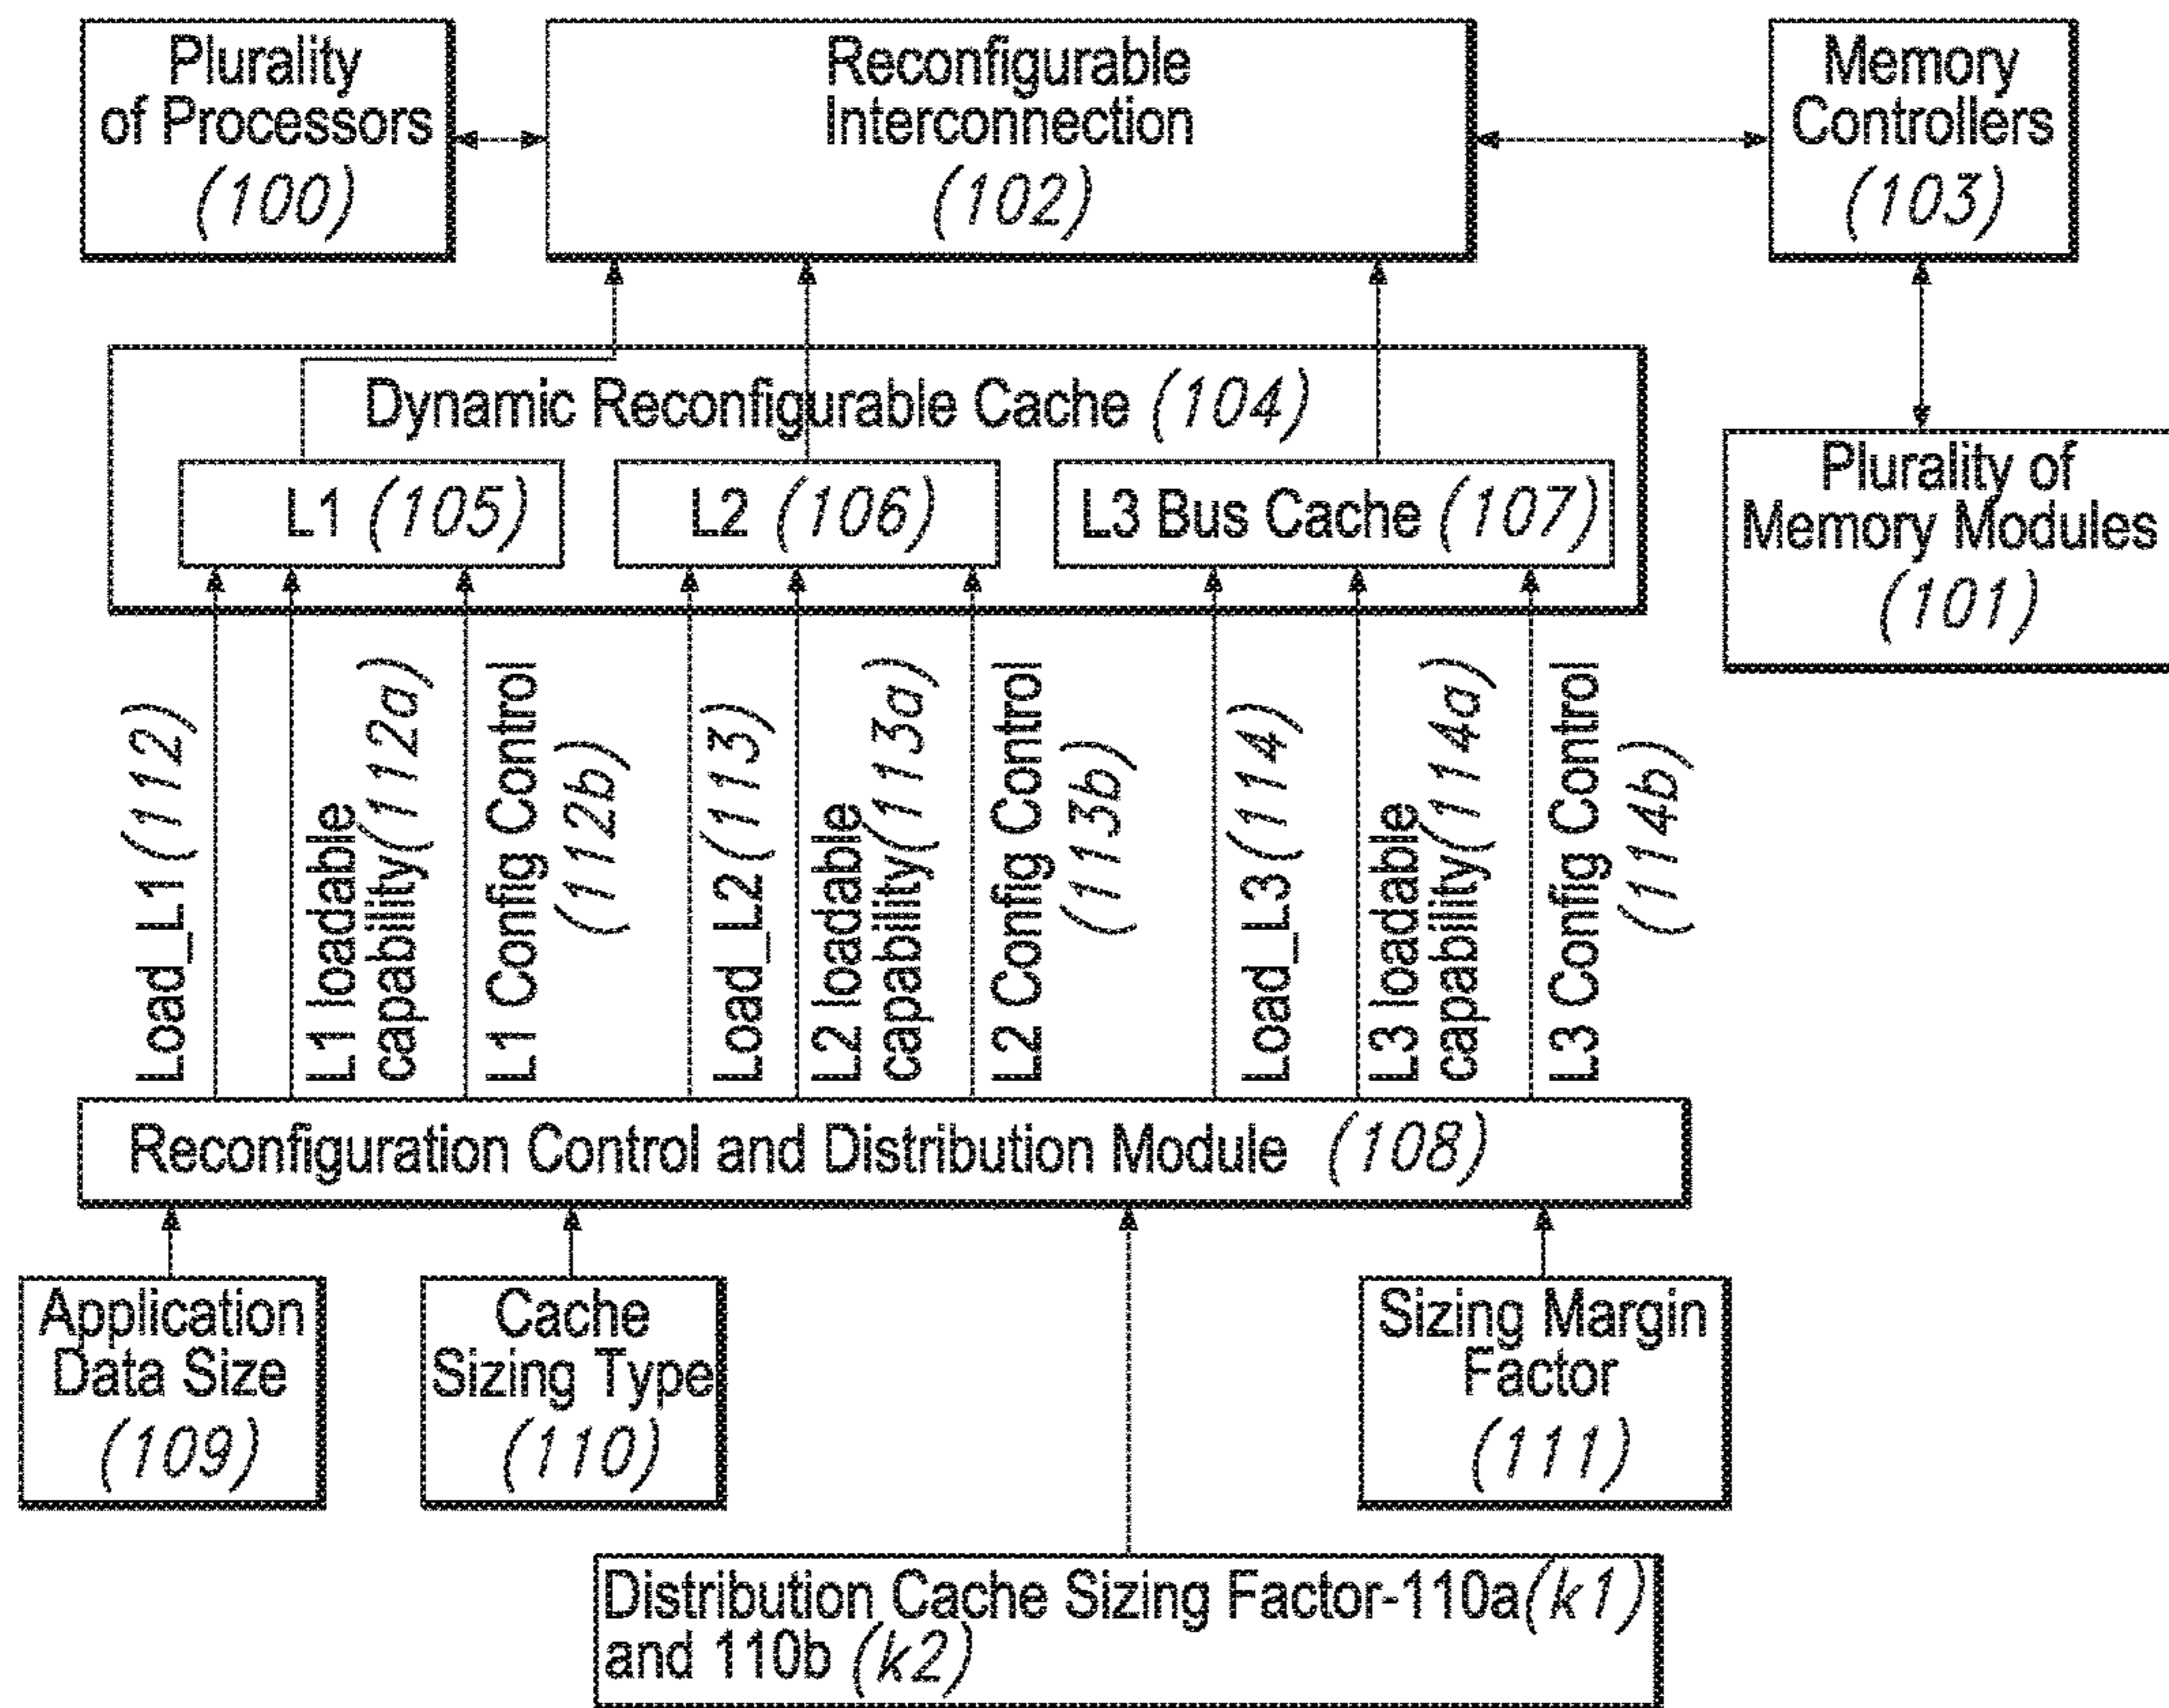 Plurality
of Processors
(100)
Reconfigurable
Interconnection
(102)
Memory
Controllers
(103)
Dynamic Reconfigurable Cache (104)
L1 (105)
L2 (106)
L3 Bus Cache (107)
Plurality of
Memory Modules
(101)
Load_L1 (112)
L1 loadable
capability(112a)
L1 Config Control
(112b)
Load_L2 (113)
L2 loadable
capability(113a)
L2 Config Control
(113b)
Load_L3 (114)
L3 loadable
capability(114a)
L3 Config Control
(114b)
Reconfiguration Control and Distribution Module (108)
Application
Data Size
(109)
Cache
Sizing Type
(110)
Sizing Margin
Factor
(111)
Distribution Cache Sizing Factor-110a(k1)
and 110b (k2)